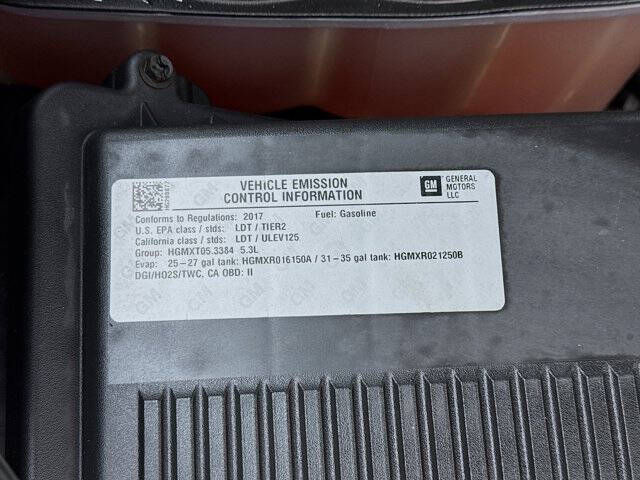 VEHICLE EMISSION
CONTROL INFORMATION
GM
GENERAL
MOTORS
LLC
Conforms to Regulations: 2017 Fuel: Gasoline
U.S. EPA class / stds: LDT / TIER2
California class / stds: LDT / ULEV125
Group: HGMXT05.3384 5.3L
Evap: 25-27 gal tank: HGMXR016150A / 31-35 gal tank: HGMXR021250B
DGI/HO2S/TWC, CA OBD: II